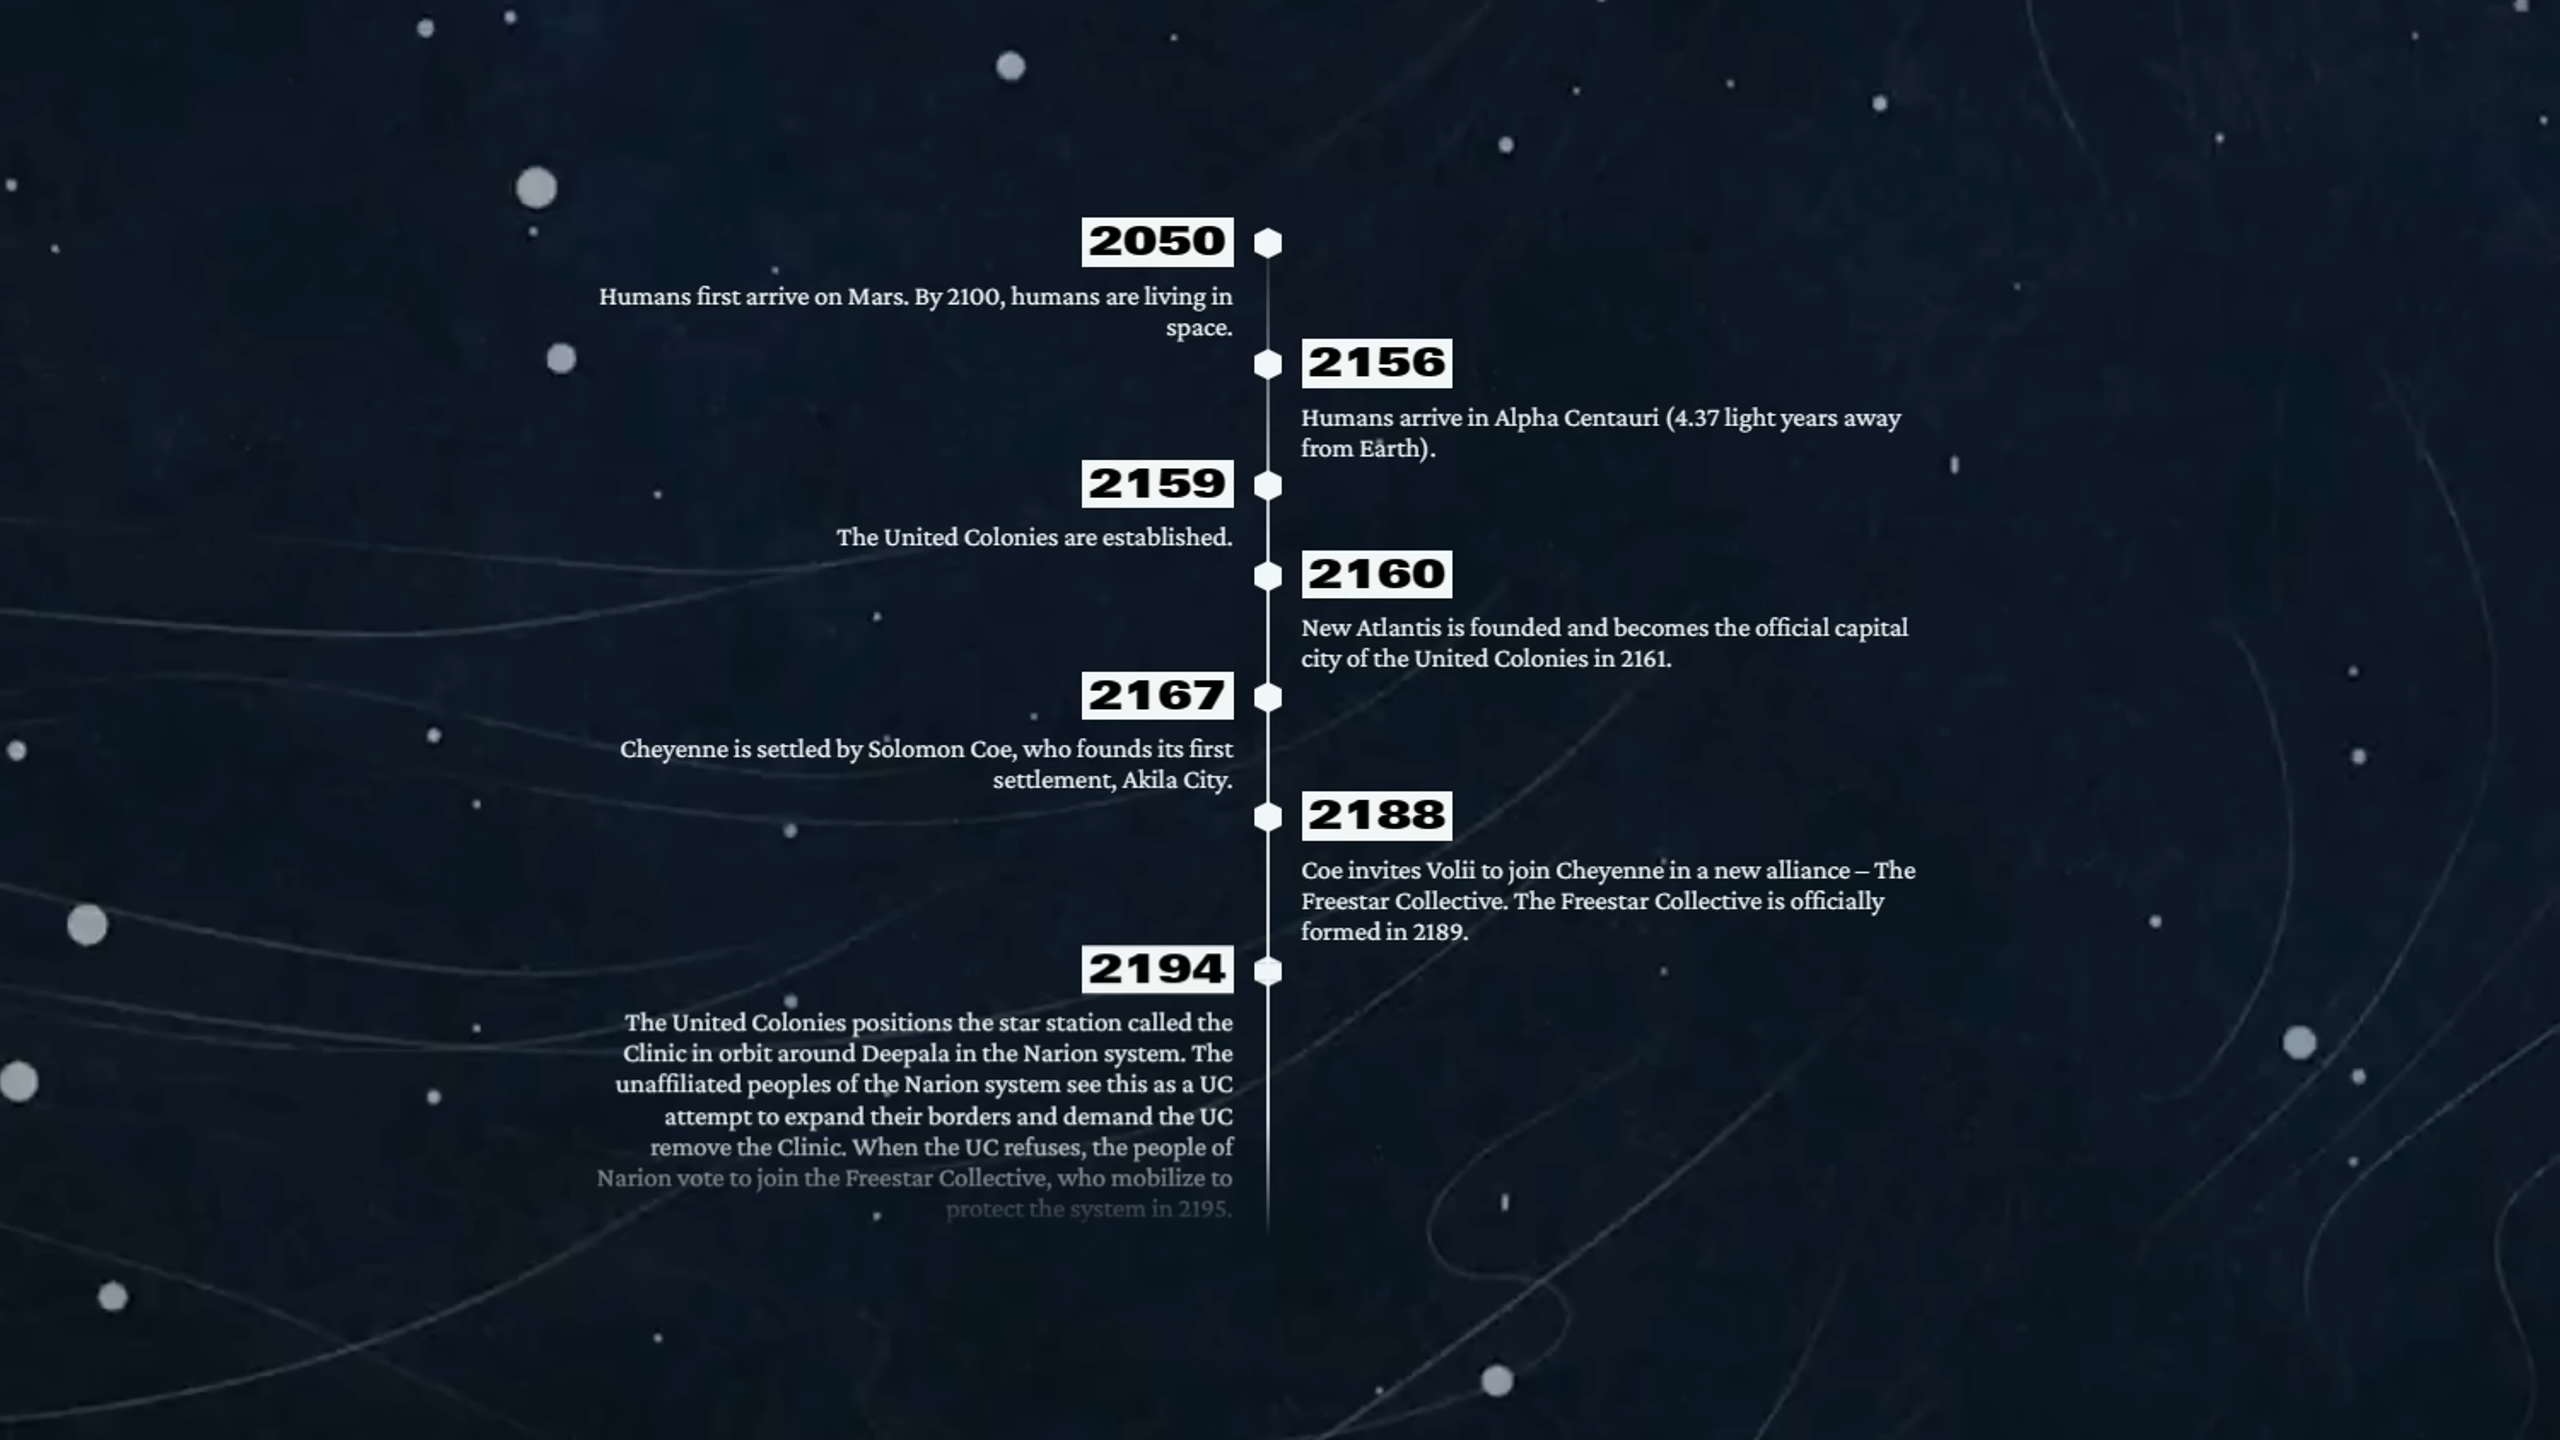 2050
Humans first arrive on Mars. By 2100, humans are living in
space.
2156
Humans arrive in Alpha Centauri (4.37 light years away
from Earth).
2159
The United Colonies are established.
2160
New Atlantis is founded and becomes the official capital
city of the United Colonies in 2161.
2167
Cheyenne is settled by Solomon Coe, who founds its first
settlement, Akila City.
2188
Coe invites Volii to join Cheyenne in a new alliance – The
Freestar Collective. The Freestar Collective is officially
formed in 2189.
2194
The United Colonies positions the star station called the
Clinic in orbit around Deepala in the Narion system. The
unaffiliated peoples of the Narion system see this as a UC
attempt to expand their borders and demand the UC
remove the Clinic. When the UC refuses, the people of
Narion vote to join the Freestar Collective, who mobilize to
protect the system in 2195.